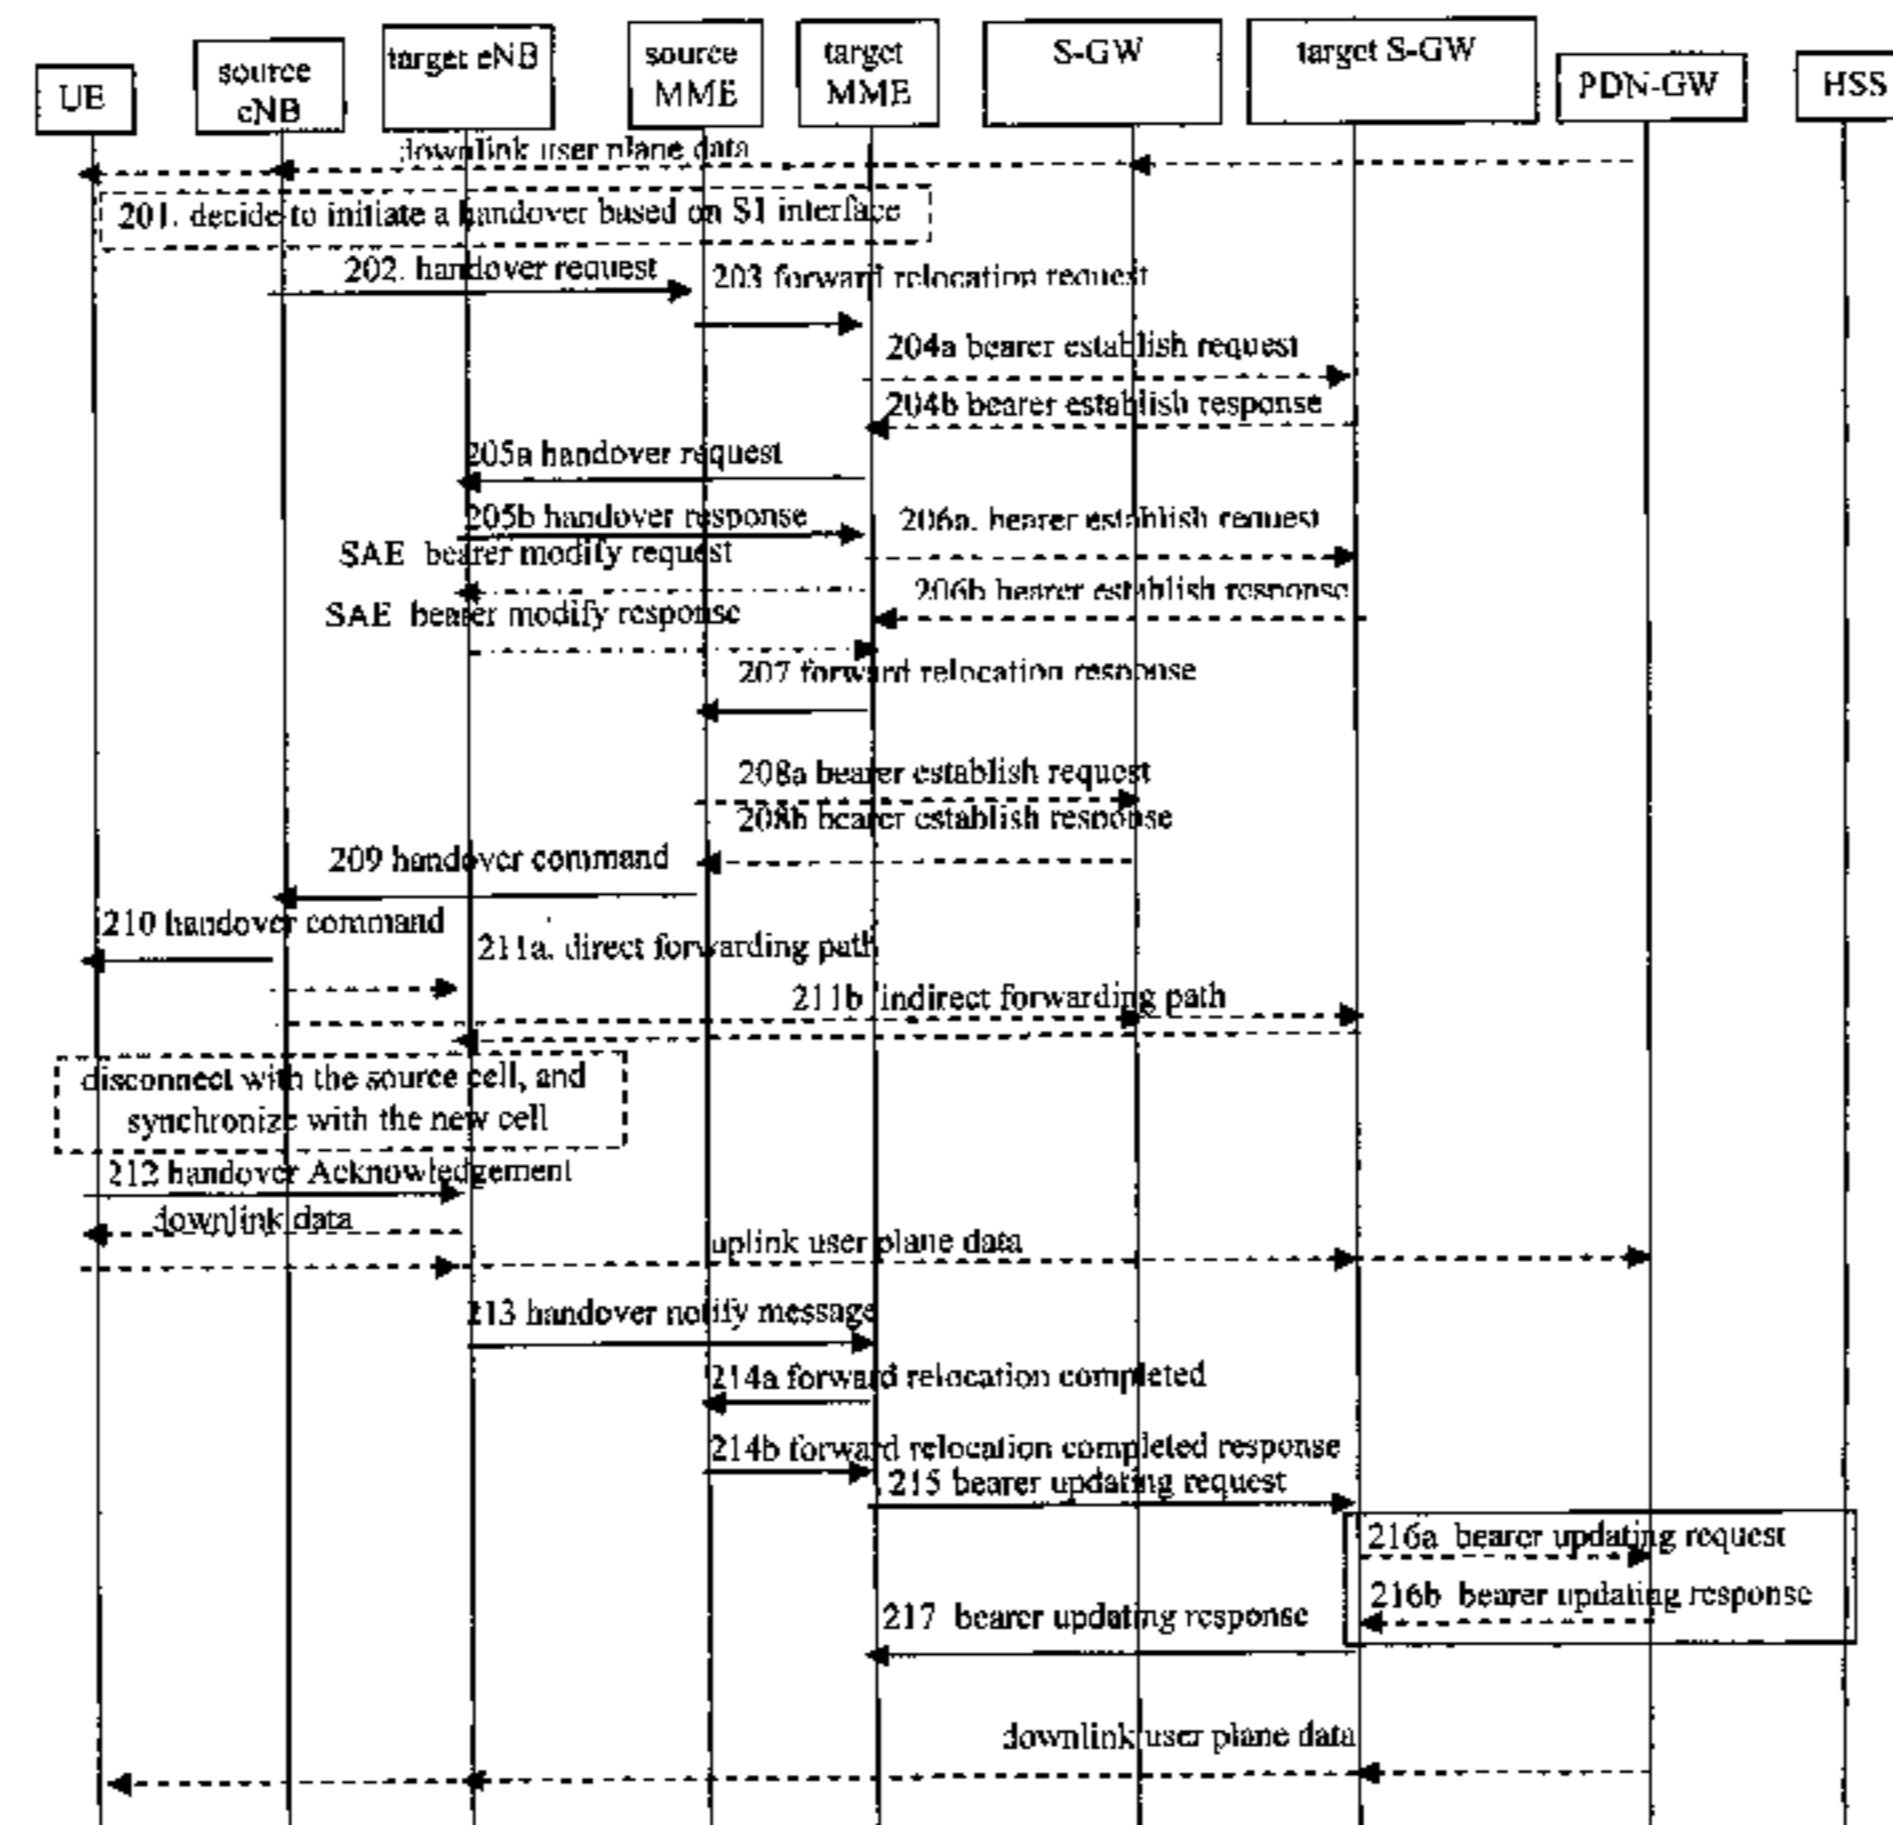 UE
source
eNB
target eNB
source
MME
target
MME
S-GW
target S-GW
PDN-GW
HSS
downlink user plane data
201. decide to initiate a handover based on S1 interface
202. handover request
203 forward relocation request
204a bearer establish request
204b bearer establish response
205a handover request
205b handover response
206a. bearer establish request
SAE bearer modify request
206b bearer establish response
SAE bearer modify response
207 forward relocation response
208a bearer establish request
208b bearer establish response
209 handover command
210 handover command
211a. direct forwarding path
211b indirect forwarding path
disconnect with the source cell, and
synchronize with the new cell
212 handover Acknowledgement
downlink data
uplink user plane data
213 handover notify message
214a forward relocation completed
214b forward relocation completed response
215 bearer updating request
216a bearer updating request
216b bearer updating response
217 bearer updating response
downlink user plane data